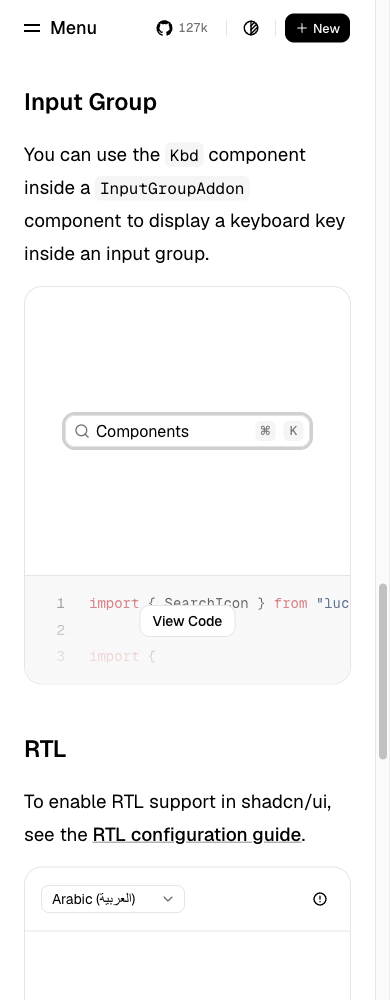 Menu 127k + New
Input Group
You can use the Kbd component
inside a InputGroupAddon
component to display a keyboard key
inside an input group.
Components ⌘ K
1 import { SearchIcon } from "luc
View Code
2
3 import {
RTL
To enable RTL support in shadcn/ui,
see the RTL configuration guide.
Arabic (العربية)